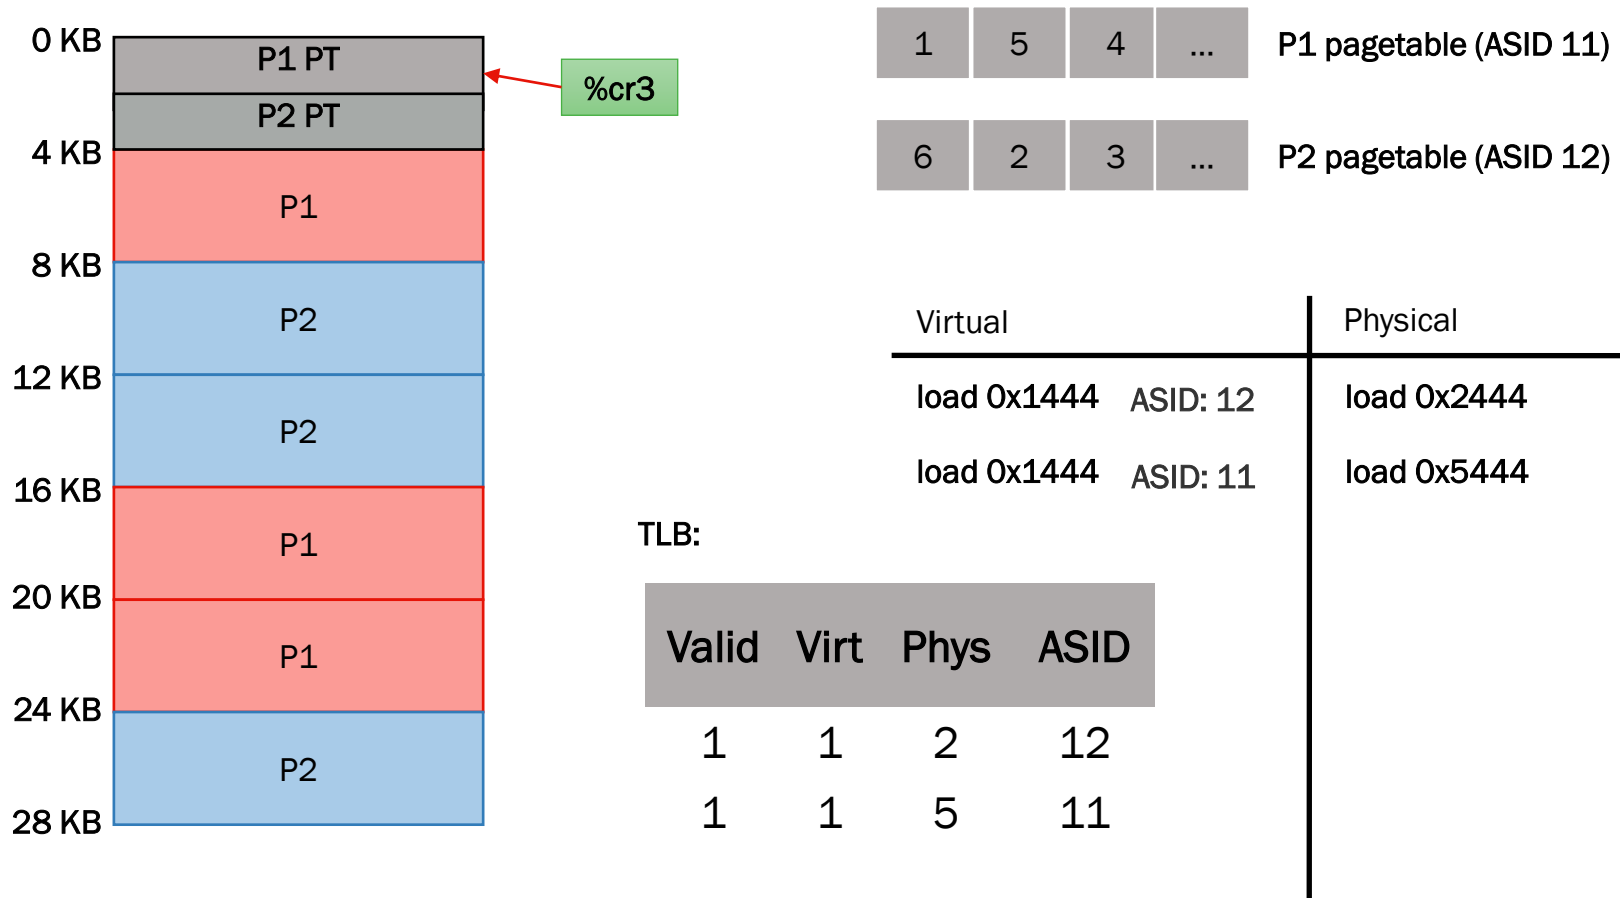 0 KB
P1 PT
%cr3
P2 PT
4 KB
P1
8 KB
P2
12 KB
P2
16 KB
P1
20 KB
P1
24 KB
P2
28 KB
1 5 4 ... P1 pagetable (ASID 11)
6 2 3 ... P2 pagetable (ASID 12)
Virtual Physical
load 0x1444 ASID: 12 load 0x2444
load 0x1444 ASID: 11 load 0x5444
TLB:
Valid Virt Phys ASID
1 1 2 12
1 1 5 11